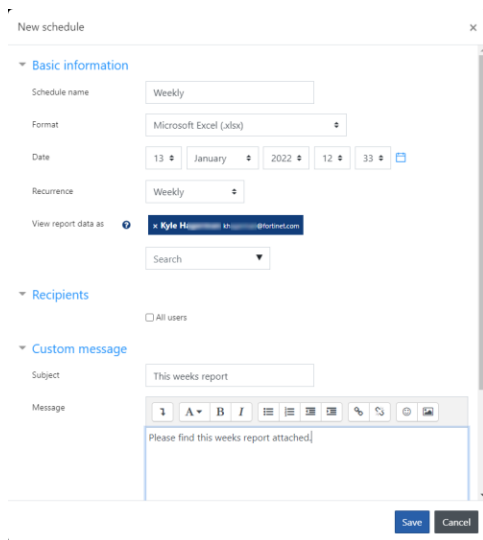 New schedule ×
Basic information
Schedule name Weekly
Format Microsoft Excel (.xlsx)
Date 13 January 2022 12 33
Recurrence Weekly
View report data as ? × Kyle @fortinet.com
Search
Recipients
All users
Custom message
Subject This weeks report
Message A B I
Please find this weeks report attached.
Save Cancel